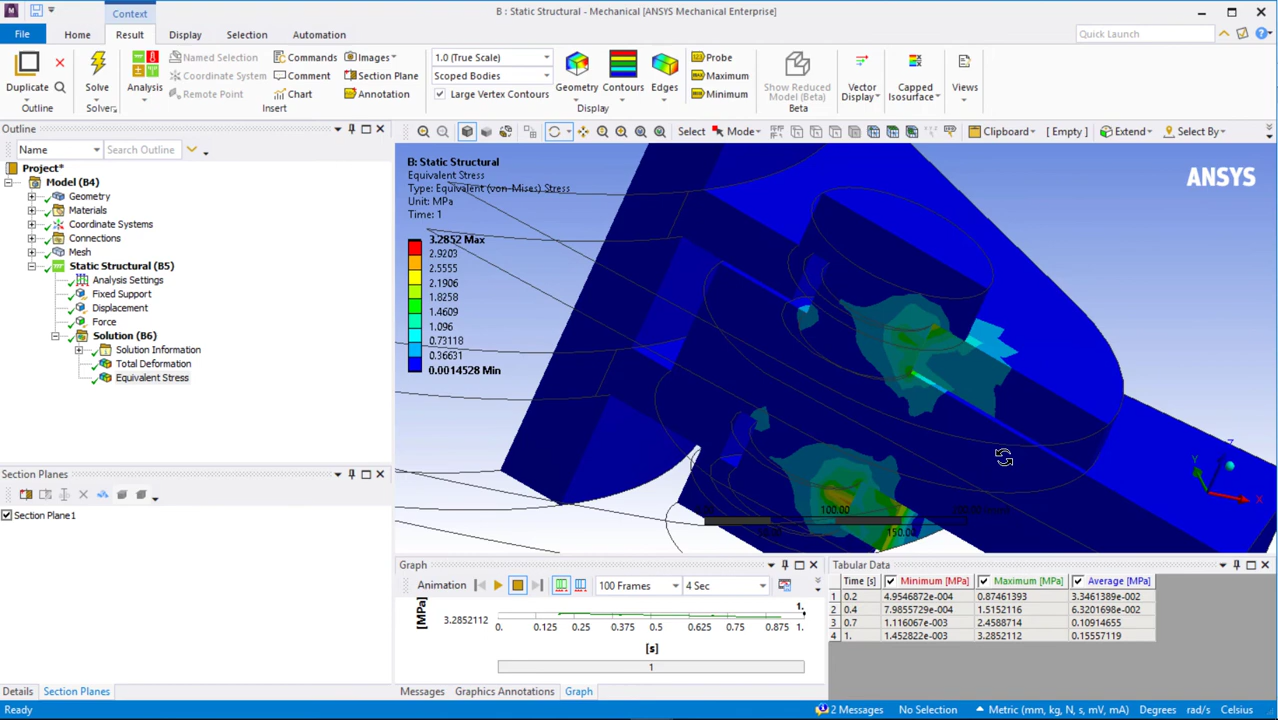 B : Static Structural - Mechanical [ANSYS Mechanical Enterprise]
Context
File Home Result Display Selection Automation
Quick Launch
Duplicate
Outline
Solve
Solvers
Analysis
Named Selection
Coordinate System
Remote Point
Commands
Comment
Chart
Images
Section Plane
Annotation
Insert
1.0 (True Scale)
Scoped Bodies
Large Vertex Contours
Geometry
Contours
Edges
Display
Probe
Maximum
Minimum
Show Reduced
Model (Beta)
Beta
Vector
Display
Capped
Isosurface
Views
Outline
Name
Search Outline
Select
Mode
Clipboard
[ Empty ]
Extend
Select By
Project*
Model (B4)
Geometry
Materials
Coordinate Systems
Connections
Mesh
Static Structural (B5)
Analysis Settings
Fixed Support
Displacement
Force
Solution (B6)
Solution Information
Total Deformation
Equivalent Stress
B: Static Structural
Equivalent Stress
Type: Equivalent (von-Mises) Stress
Unit: MPa
Time: 1
3.2852 Max
2.9203
2.5555
2.1906
1.8258
1.4609
1.096
0.73118
0.36631
0.0014528 Min
ANSYS
Z
Y
X
100.00
150.00
Section Planes
Section Plane1
Details
Section Planes
Graph
Animation
100 Frames
4 Sec
[MPa]
3.2852112
1.
0. 0.125 0.25 0.375 0.5 0.625 0.75 0.875 1.
[s]
1
Messages Graphics Annotations Graph
Tabular Data
Time [s] Minimum [MPa] Maximum [MPa] Average [MPa]
1 0.2 4.9546872e-004 0.87461393 3.3461389e-002
2 0.4 7.9855729e-004 1.5152116 6.3201698e-002
3 0.7 1.116067e-003 2.4588714 0.10914655
4 1. 1.452822e-003 3.2852112 0.15557119
Ready
2 Messages
No Selection
Metric (mm, kg, N, s, mV, mA)
Degrees
rad/s
Celsius